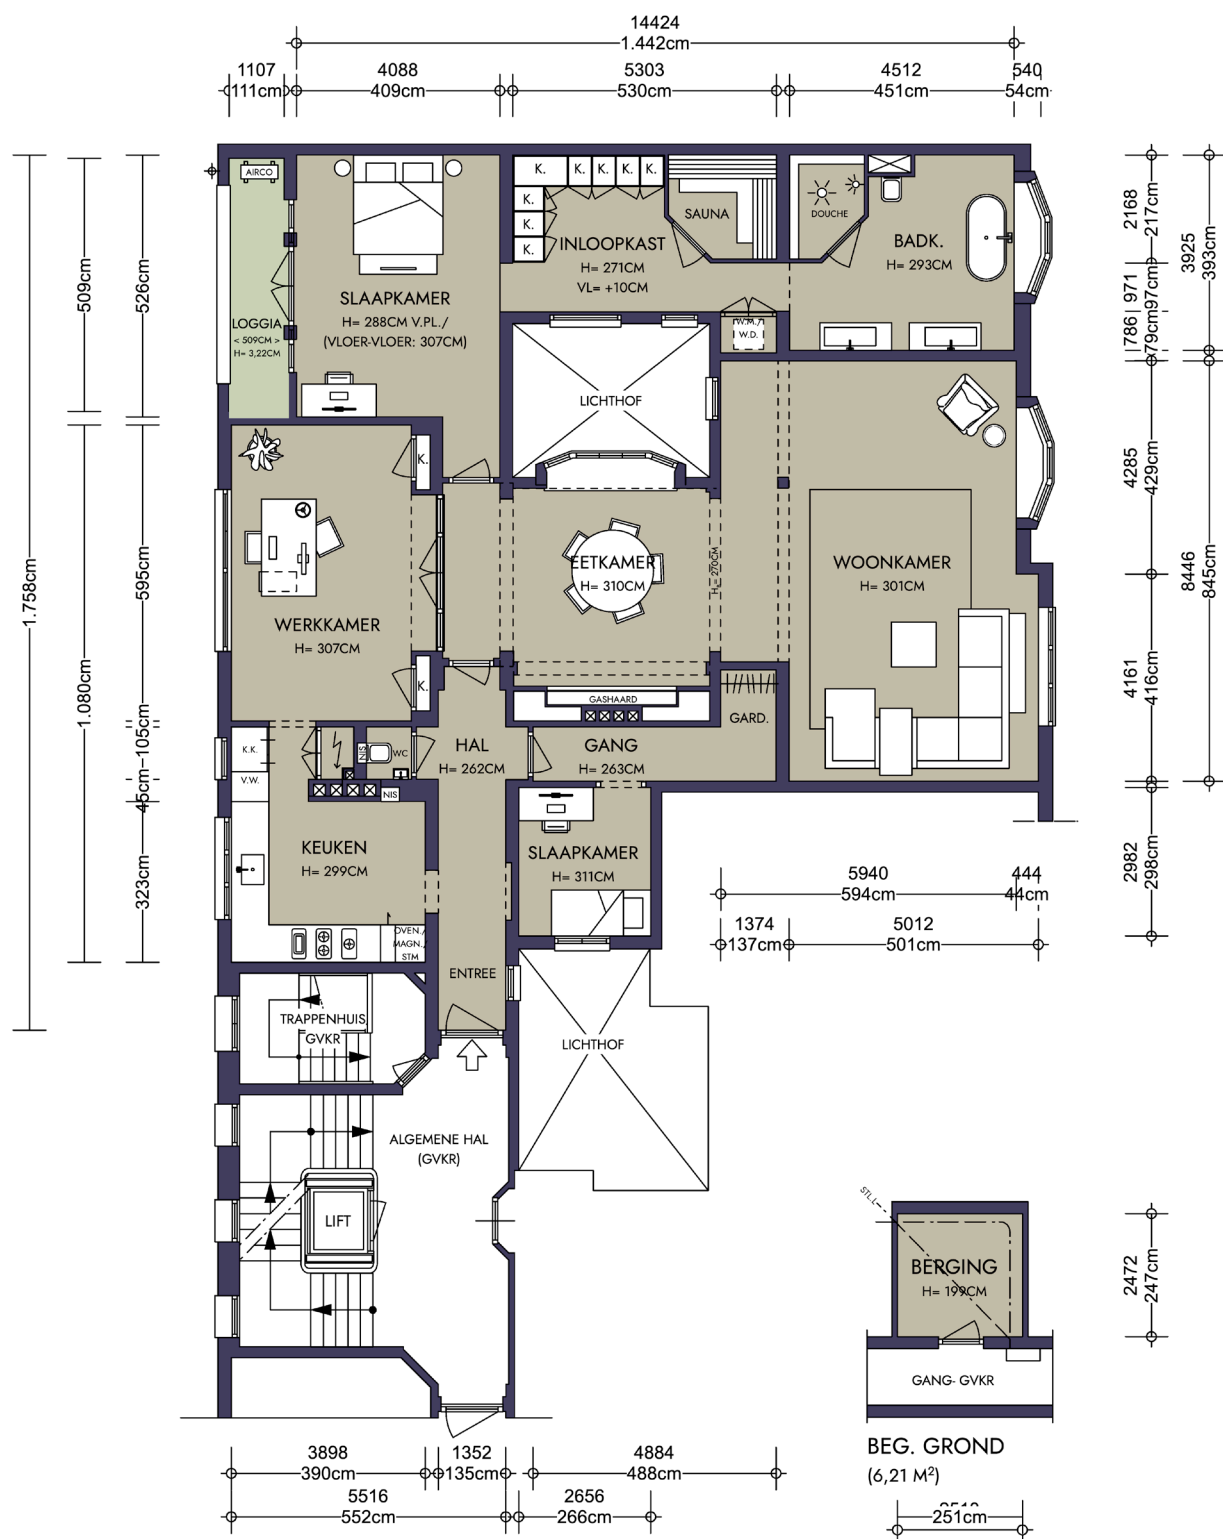 14424
1.442cm
1107
111cm
4088
409cm
5303
530cm
4512
451cm
540
54cm
AIRCO
LOGGIA
< 509CM >
H= 3,22CM
SLAAPKAMER
H= 288CM V.PL./
(VLOER-VLOER: 307CM)
K.
K.
K.
K.
K.
K.
K.
K.
INLOOPKAST
H= 271CM
VL= +10CM
SAUNA
DOUCHE
BADK.
H= 293CM
W.M./
W.D.
LICHTHOF
K.
WERKKAMER
H= 307CM
K.
EETKAMER
H= 310CM
H.= 270CM
WOONKAMER
H= 301CM
GASHAARD
GARD.
K.K.
V.W.
NIS
WC
HAL
H= 262CM
GANG
H= 263CM
NIS
KEUKEN
H= 299CM
SLAAPKAMER
H= 311CM
OVEN./
MAGN./
STM
ENTREE
TRAPPENHUIS
GVKR
LICHTHOF
ALGEMENE HAL
(GVKR)
LIFT
1.758cm
509cm
1.080cm
526cm
595cm
105cm
45cm
323cm
2168
217cm
971
97cm
786
79cm
3925
393cm
4285
429cm
4161
416cm
8446
845cm
2982
298cm
5940
594cm
444
44cm
1374
137cm
5012
501cm
STL.L
BERGING
H= 199CM
2472
247cm
GANG- GVKR
BEG. GROND
(6,21 M²)
251cm
3898
390cm
1352
135cm
4884
488cm
5516
552cm
2656
266cm